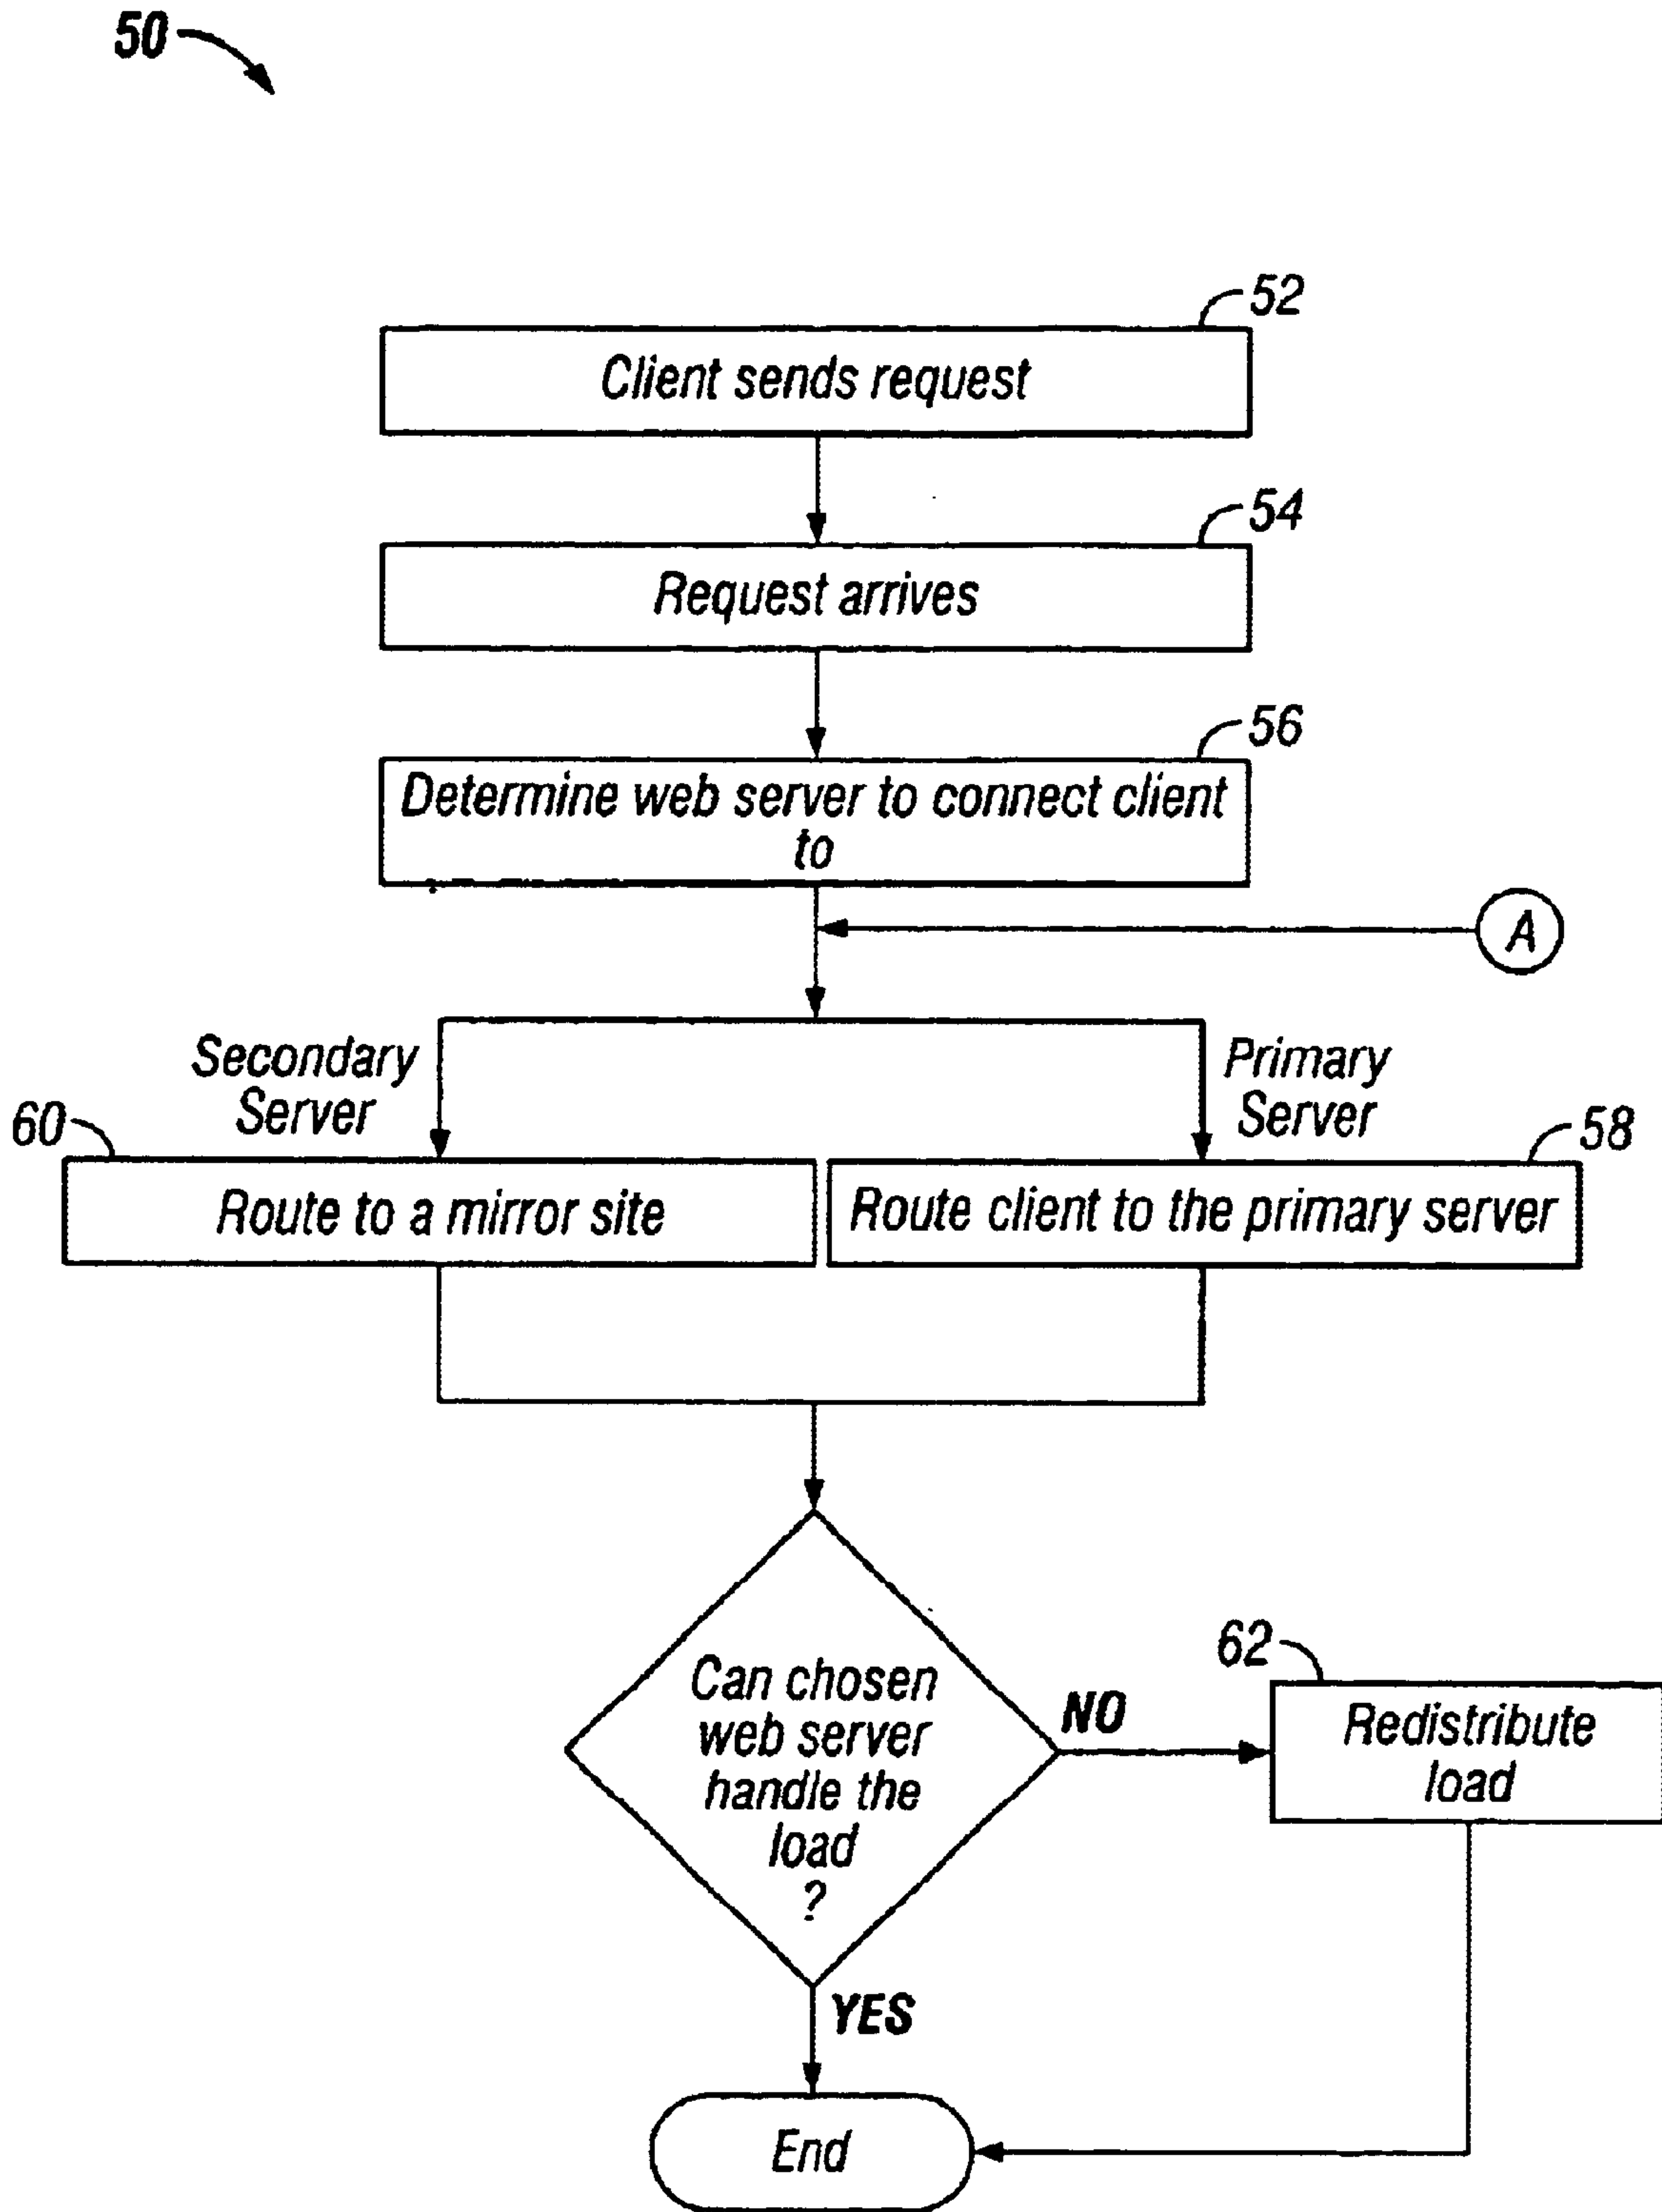 50
52
Client sends request
54
Request arrives
56
Determine web server to connect client
to
A
Secondary
Server
Primary
Server
60
58
Route to a mirror site
Route client to the primary server
Can chosen
web server
handle the
load
?
NO
62
Redistribute
load
YES
End